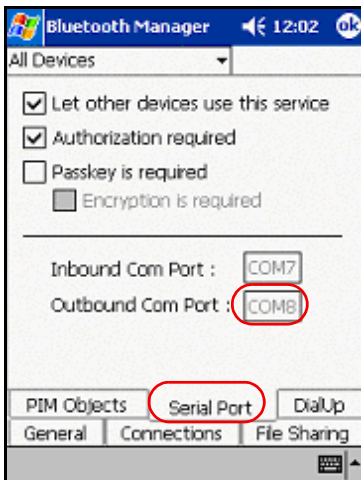 Bluetooth Manager 12:02 ok
All Devices
Let other devices use this service
Authorization required
Passkey is required
Encryption is required
Inbound Com Port : COM7
Outbound Com Port : COM8
PIM Objects Serial Port DialUp
General Connections File Sharing